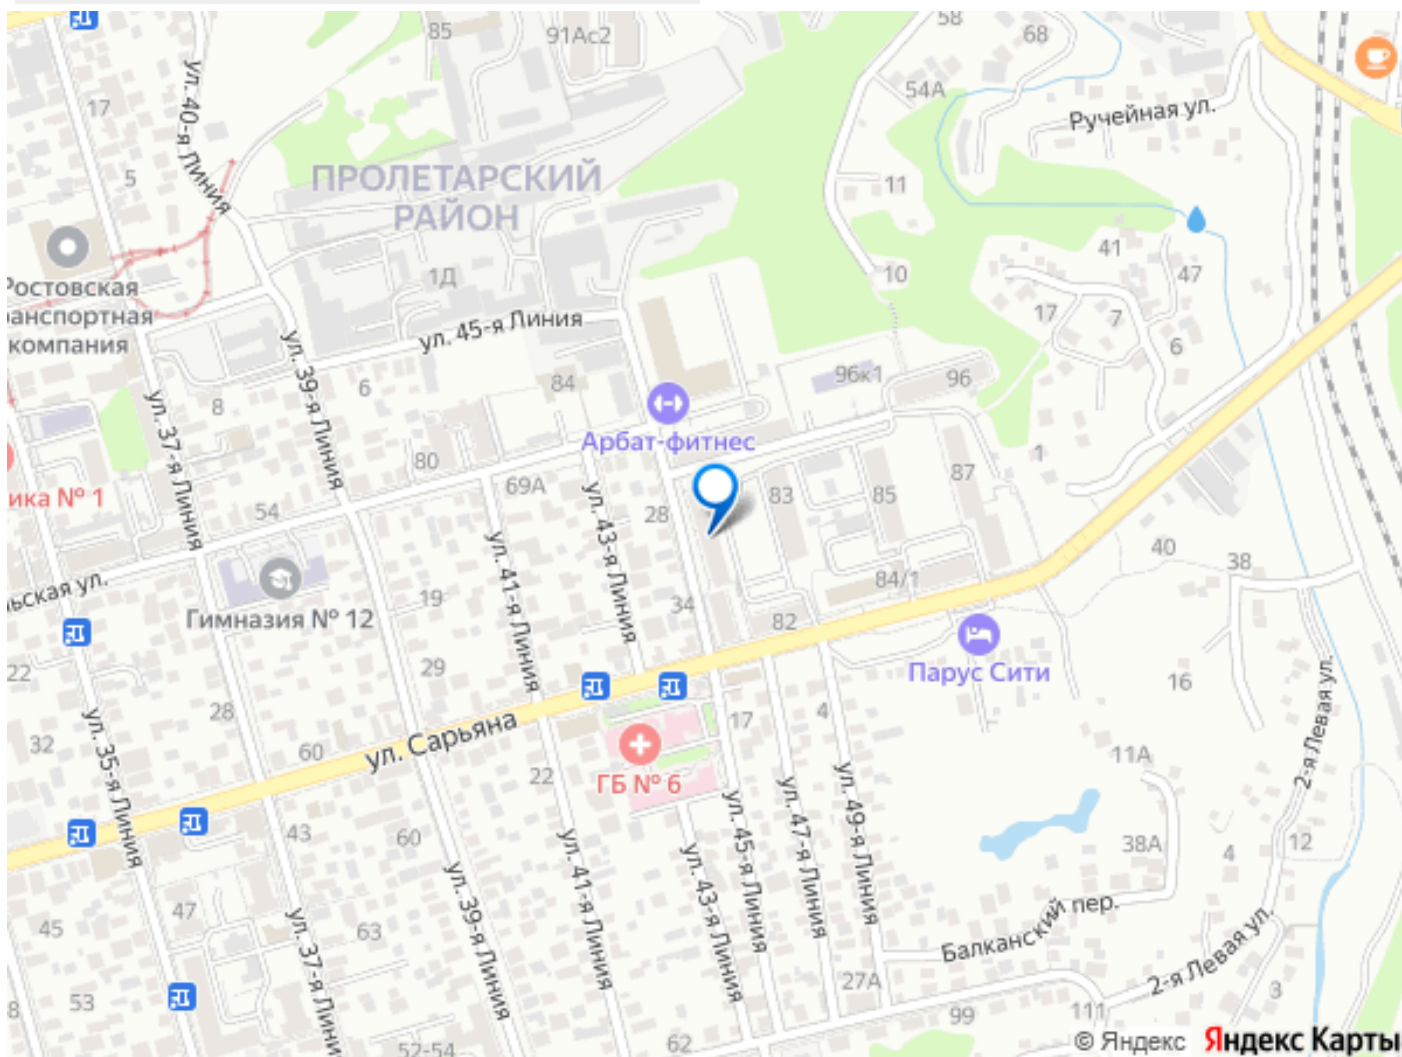 58
85
91Ас2
68
54А
ул. 40-я Линия
17
Ручейная ул.
5
ПРОЛЕТАРСКИЙ
РАЙОН
11
41
10
47
1Д
Ростовская
анспортная
компания
17
7
6
ул. 45-я Линия
ул. 39-я Линия
84
96к1
96
6
8
ул. 37-я Линия
Арбат-фитнес
80
1
69А
ика № 1
54
28
83
85
87
ул. 43-я Линия
ул. 41-я Линия
40
38
ьская ул.
84/1
19
34
Гимназия № 12
82
22
29
Парус Сити
16
28
17
4
ул. Сарьяна
32
60
ул. 35-я Линия
22
ГБ № 6
11А
2-я Левая ул.
43
60
ул. 45-я Линия
ул. 47-я Линия
ул. 49-я Линия
38А
4
12
ул. 41-я Линия
ул. 43-я Линия
ул. 39-я Линия
47
45
63
ул. 37-я Линия
Балканский пер.
2-я Левая ул.
27А
3
8
53
99
111
62
52-54
© Яндекс Яндекс Карты